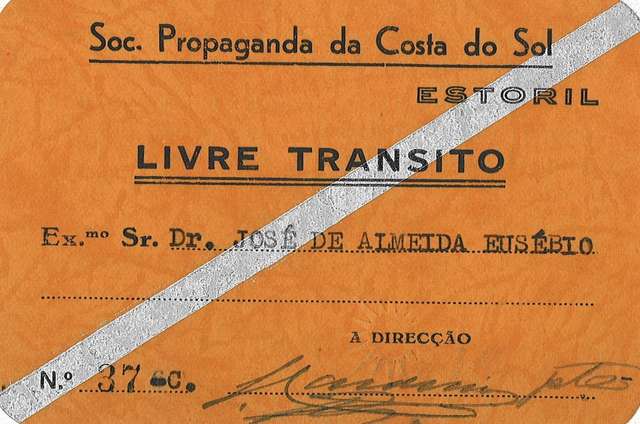 Soc. Propaganda da Costa do Sol
ESTORIL
LIVRE TRANSITO
Ex.mo Sr. Dr. JOSÉ DE ALMEIDA EUSÉBIO
A DIRECÇÃO
N.º 37-C.